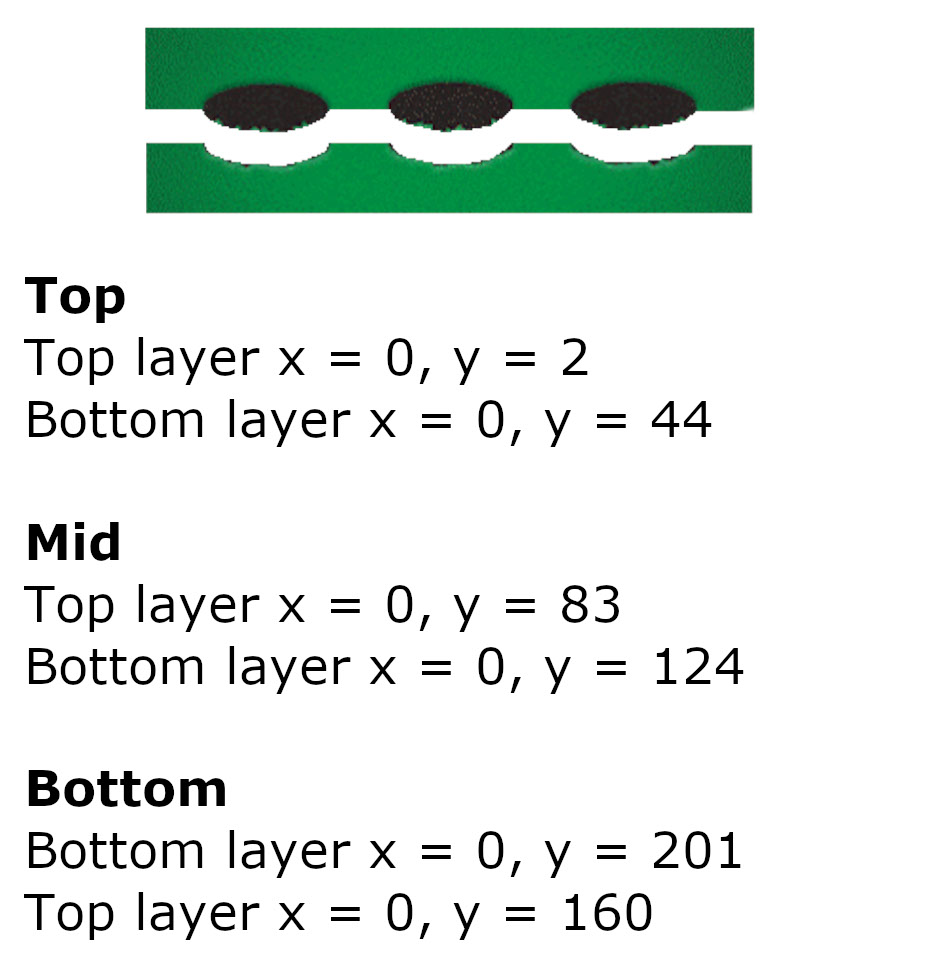 Top
Top layer x = 0, y = 2
Bottom layer x = 0, y = 44
Mid
Top layer x = 0, y = 83
Bottom layer x = 0, y = 124
Bottom
Bottom layer x = 0, y = 201
Top layer x = 0, y = 160